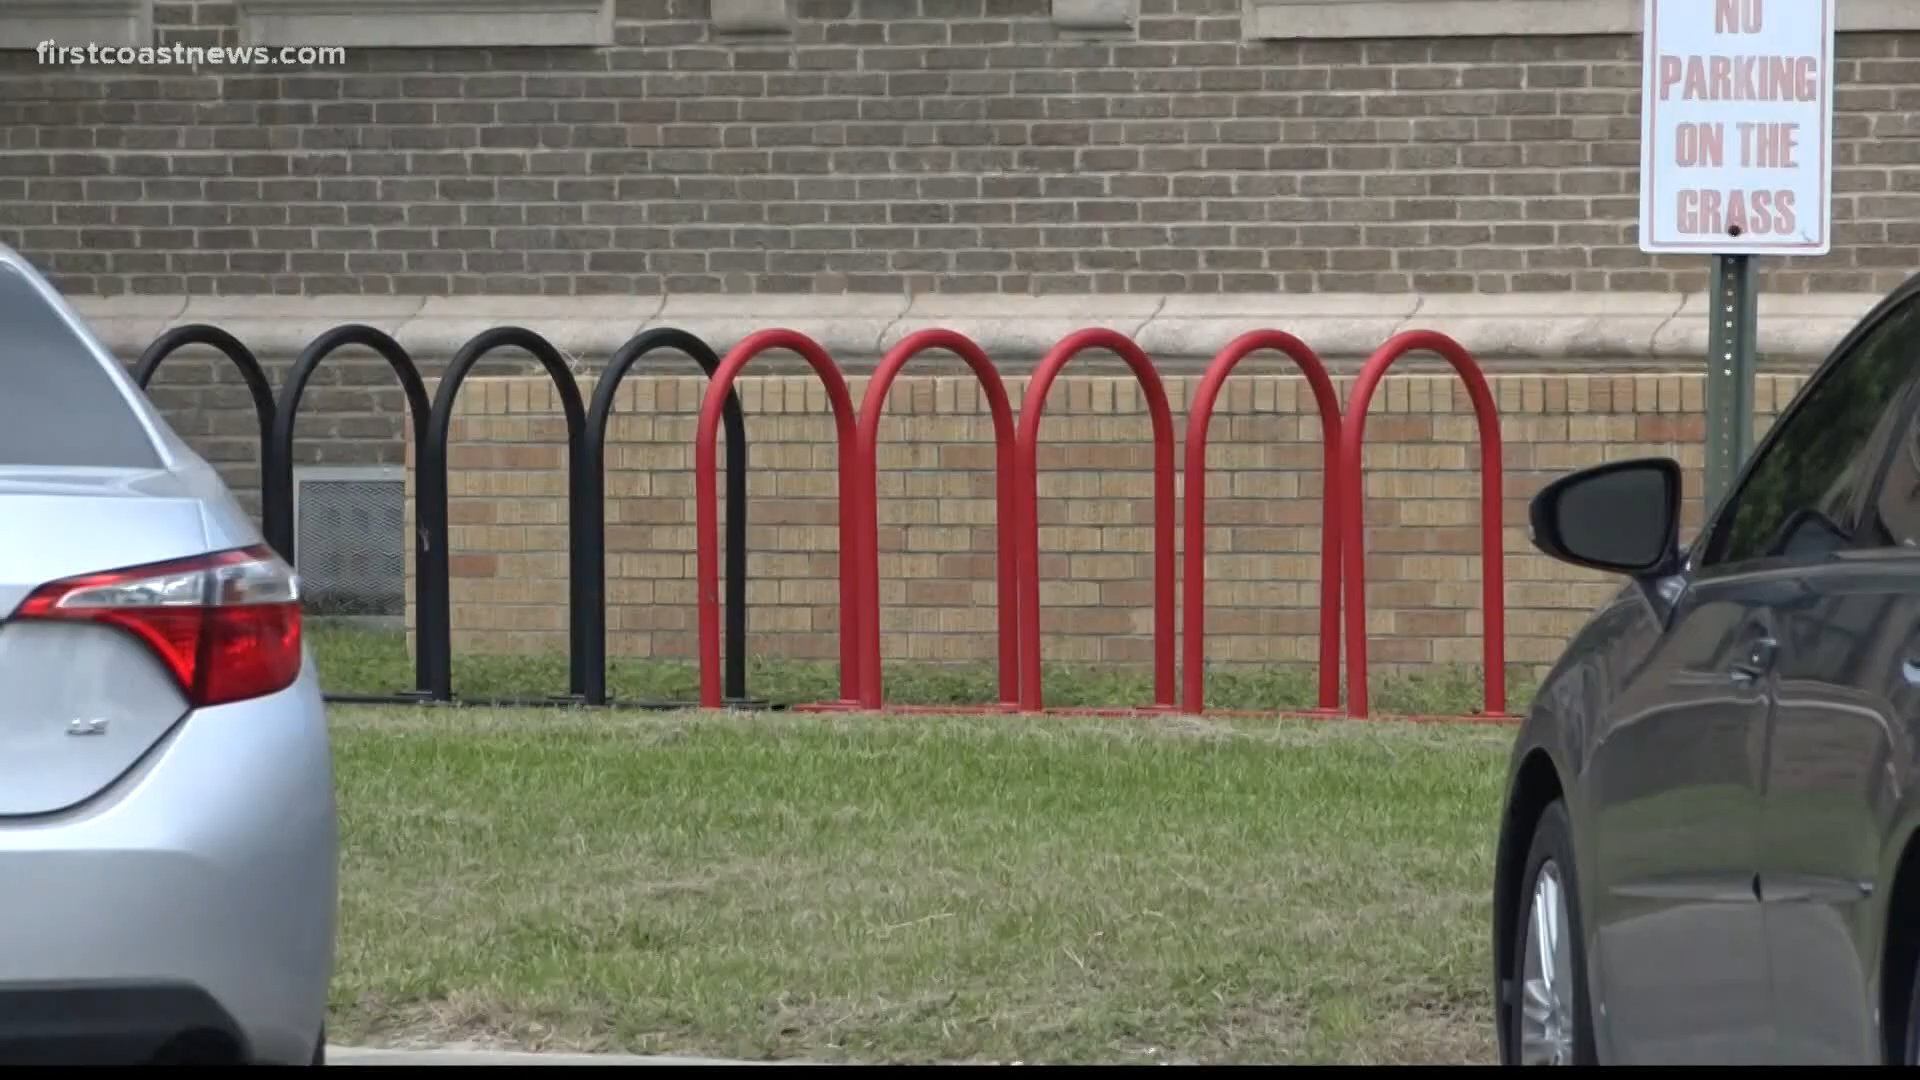 firstcoastnews.com
NO
PARKING
ON THE
GRASS
LE